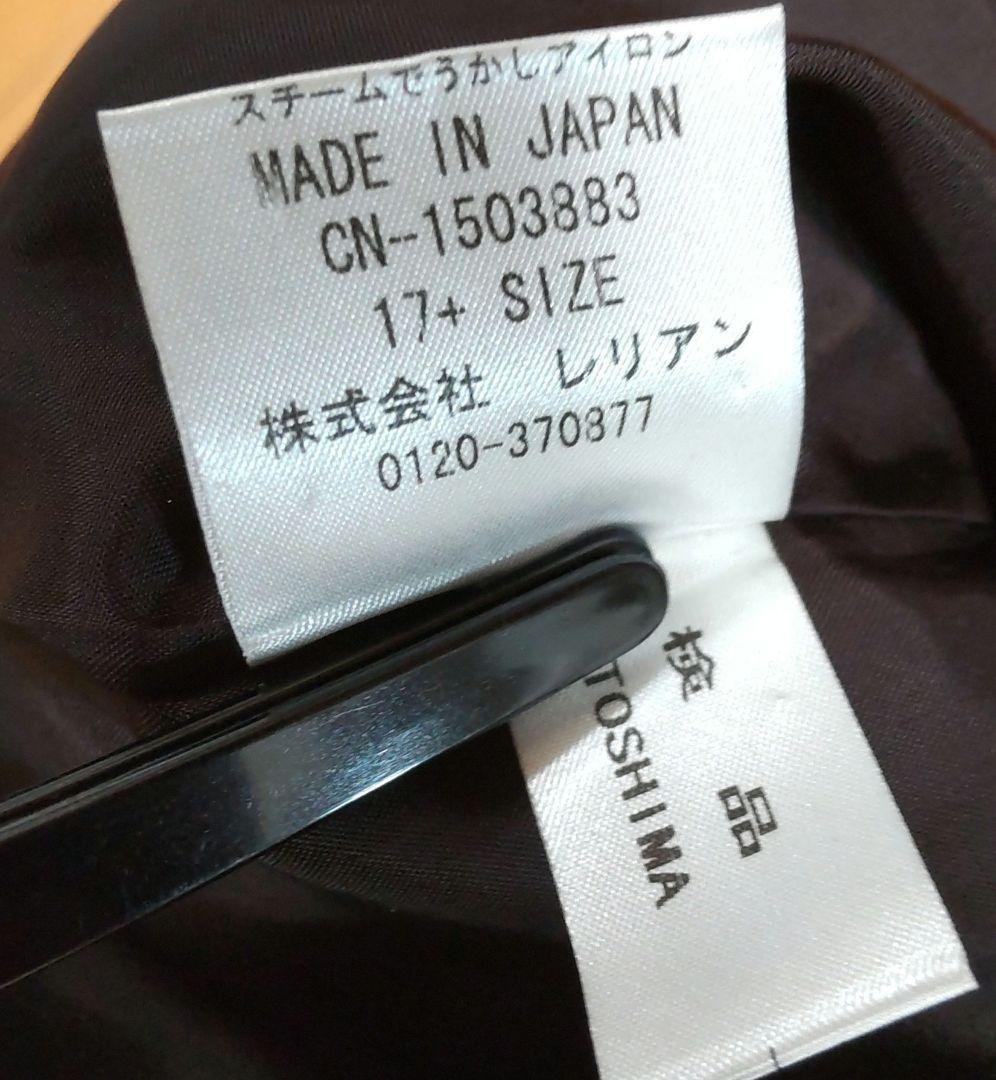 スチームでうかしアイロン
MADE IN JAPAN
CN-1503883
17+ SIZE
株式会社 レリアン
0120-370877
検品
TOSHIMA